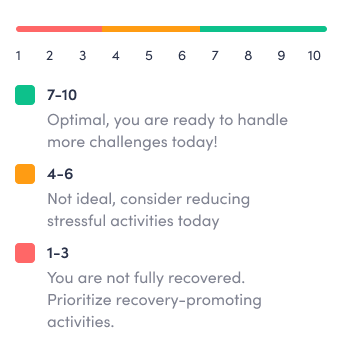 1 2 3 4 5 6 7 8 9 10
7-10
Optimal, you are ready to handle
more challenges today!
4-6
Not ideal, consider reducing
stressful activities today
1-3
You are not fully recovered.
Prioritize recovery-promoting
activities.